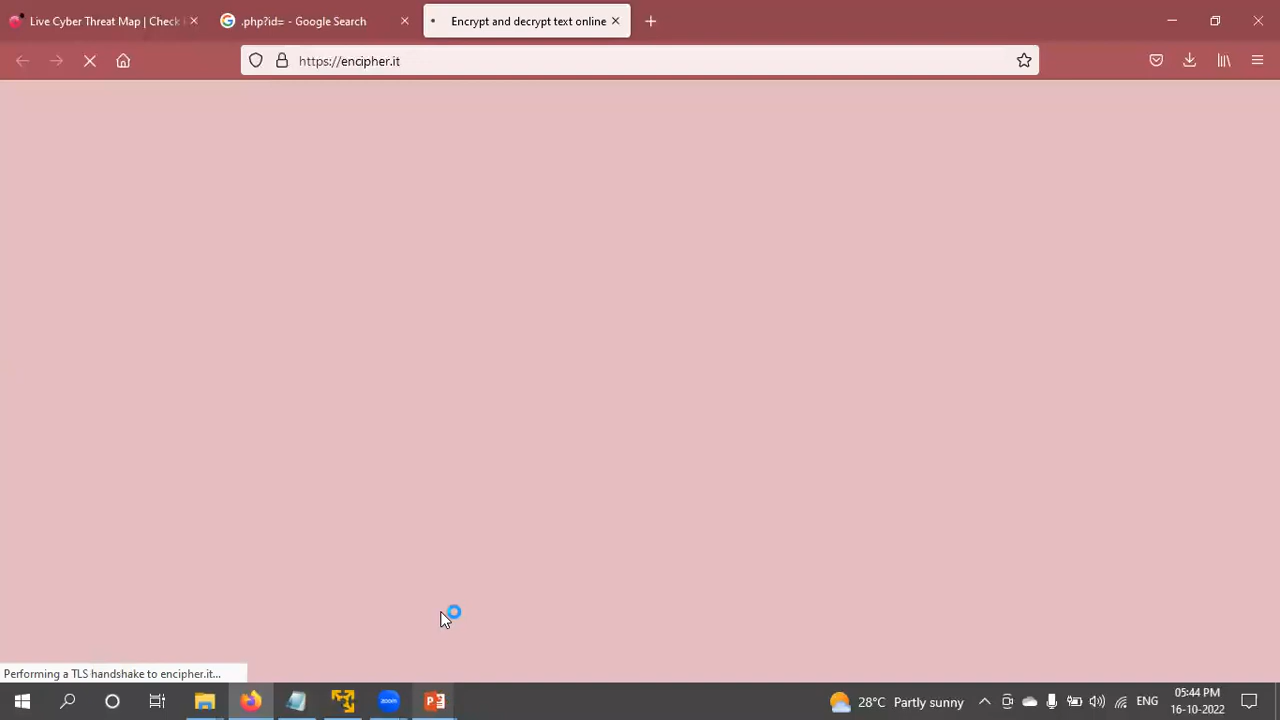 Live Cyber Threat Map | Check
.php?id= - Google Search
Encrypt and decrypt text online
https://encipher.it
Performing a TLS handshake to encipher.it...
zoom
28°C Partly sunny
ENG
05:44 PM
16-10-2022